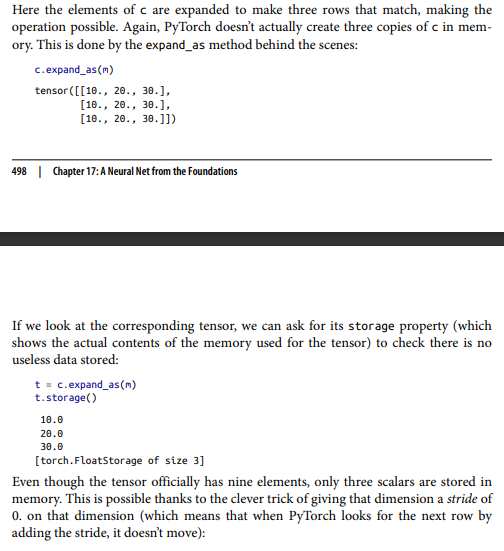 Here the elements of c are expanded to make three rows that match, making the
operation possible. Again, PyTorch doesn't actually create three copies of c in mem-
ory. This is done by the expand_as method behind the scenes:
c.expand_as(m)
tensor([[10., 20., 30.],
        [10., 20., 30.],
        [10., 20., 30.]])
498 | Chapter 17: A Neural Net from the Foundations
If we look at the corresponding tensor, we can ask for its storage property (which
shows the actual contents of the memory used for the tensor) to check there is no
useless data stored:
t = c.expand_as(m)
t.storage()
10.0
20.0
30.0
[torch.FloatStorage of size 3]
Even though the tensor officially has nine elements, only three scalars are stored in
memory. This is possible thanks to the clever trick of giving that dimension a stride of
0. on that dimension (which means that when PyTorch looks for the next row by
adding the stride, it doesn't move):